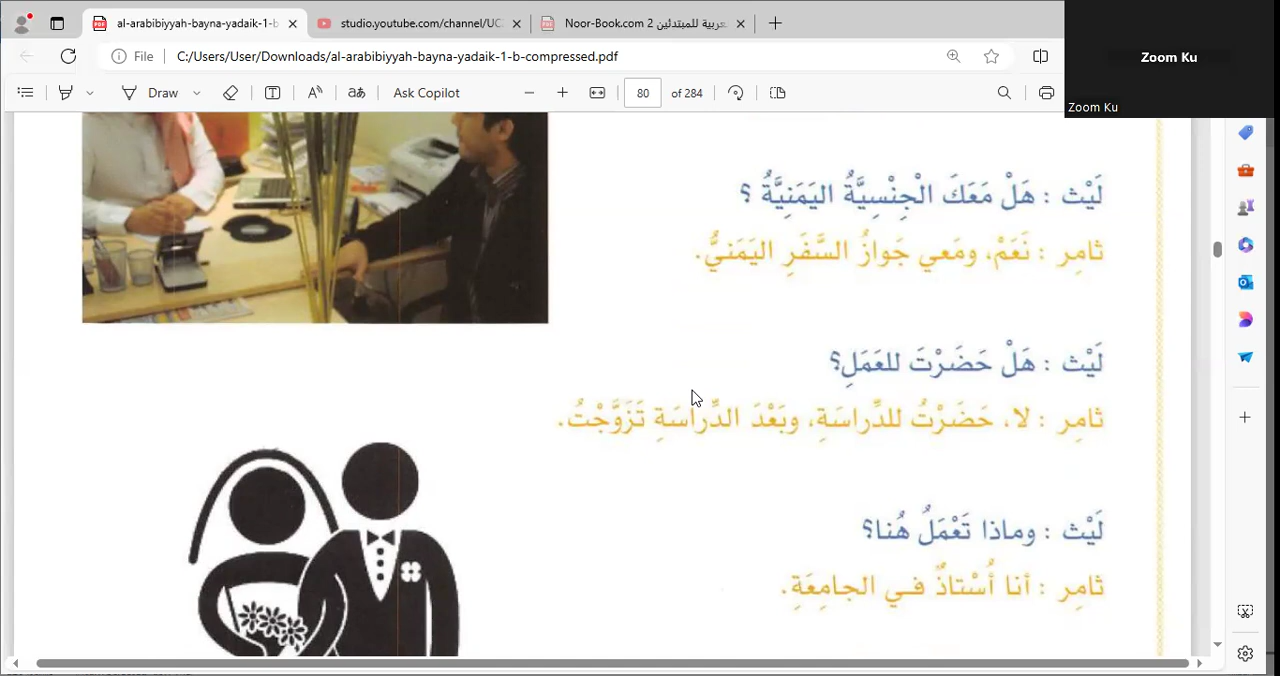 al-arabibiyyah-bayna-yadaik-1-b
studio.youtube.com/channel/UC
Noor-Book.com 2 عربية للمبتدئين
File
C:/Users/User/Downloads/al-arabibiyyah-bayna-yadaik-1-b-compressed.pdf
Zoom Ku
Zoom Ku
Draw
Ask Copilot
80 of 284
لَيْث : هَلْ مَعَكَ الْجِنْسِيَّةُ اليَمَنِيَّةُ ؟
ثامِر : نَعَمْ، ومَعي جَوازُ السَّفَرِ اليَمَنيُّ.
لَيْث : هَلْ حَضَرْتَ للعَمَلِ؟
ثامِر : لا، حَضَرْتُ للدِّراسَةِ، وبَعْدَ الدِّراسَةِ تَزَوَّجْتُ.
لَيْث : وماذا تَعْمَلُ هُنا؟
ثامِر : أنا أُسْتاذٌ في الجامِعَةِ.